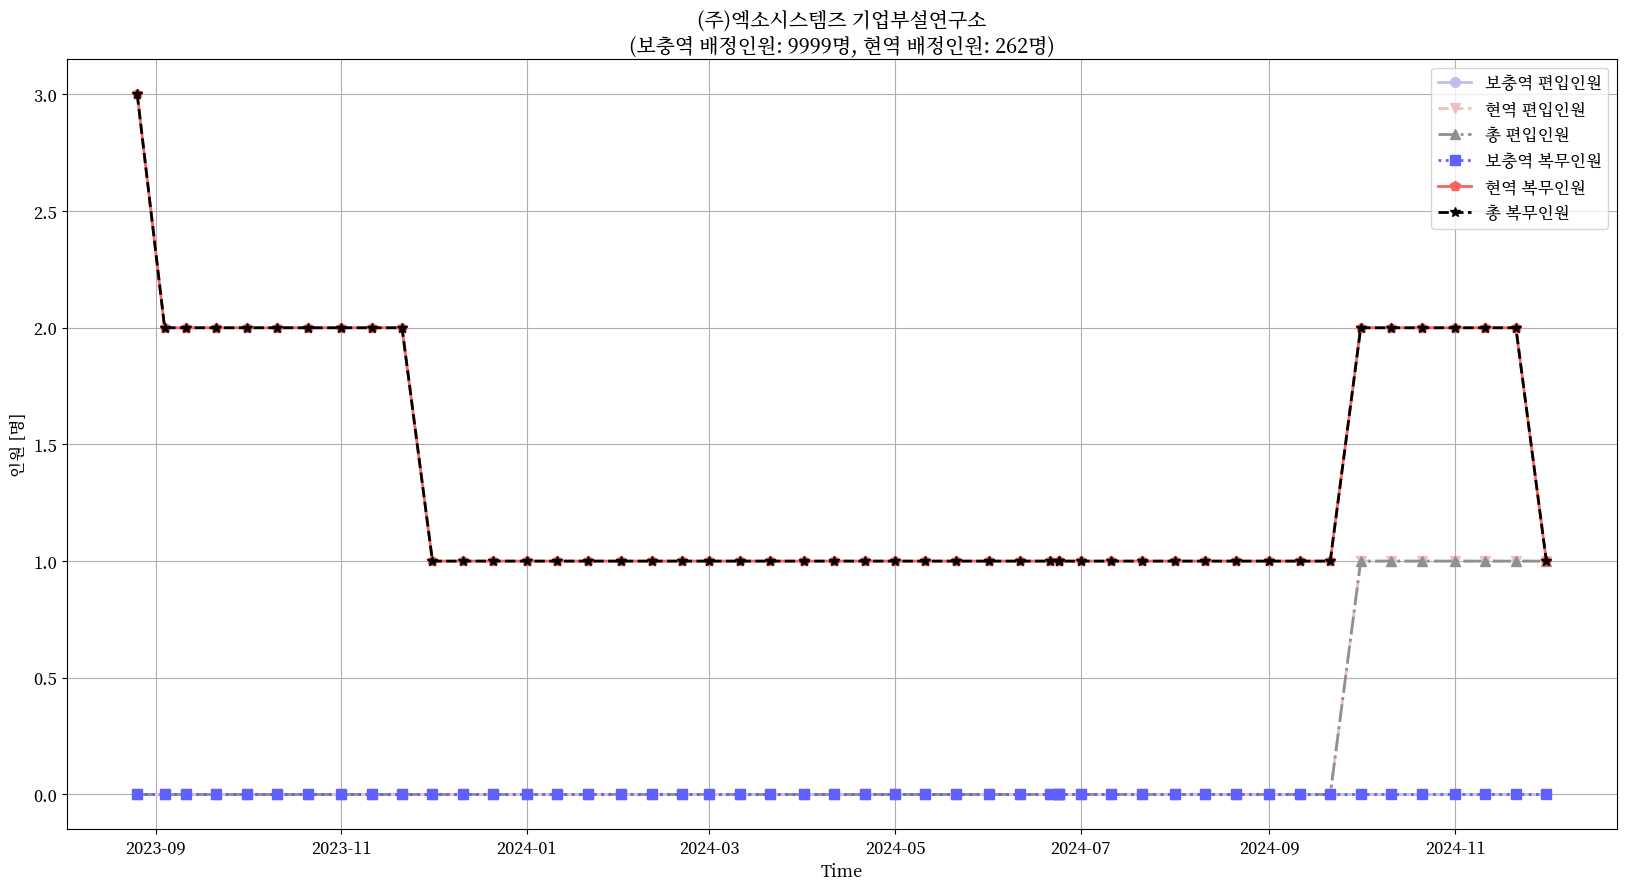 (주)엑소시스템즈 기업부설연구소
(보충역 배정인원: 9999명, 현역 배정인원: 262명)
보충역 편입인원
현역 편입인원
총 편입인원
보충역 복무인원
현역 복무인원
총 복무인원
3.0
2.5
2.0
1.5
1.0
0.5
0.0
인원 [명]
2023-09
2023-11
2024-01
2024-03
2024-05
2024-07
2024-09
2024-11
Time